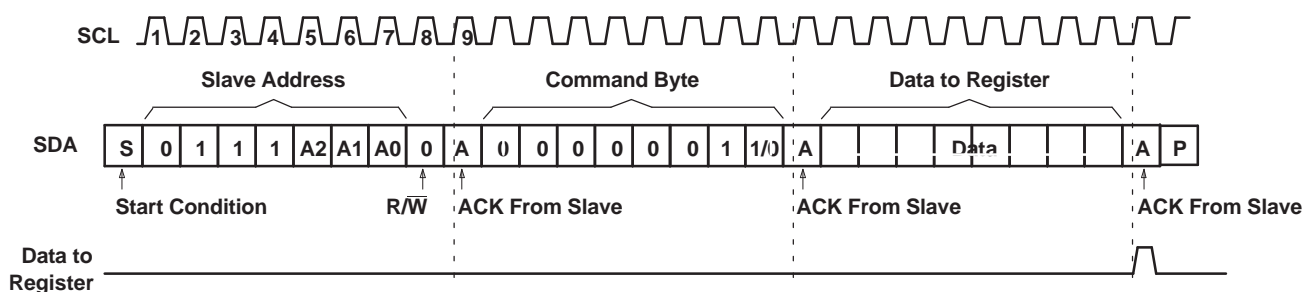 SCL 1 2 3 4 5 6 7 8 9
Slave Address Command Byte Data to Register
SDA S 0 1 1 1 A2 A1 A0 0 A 0 0 0 0 0 0 1 1/0 A Data A P
Start Condition R/W̅ ACK From Slave ACK From Slave ACK From Slave
Data to
Register